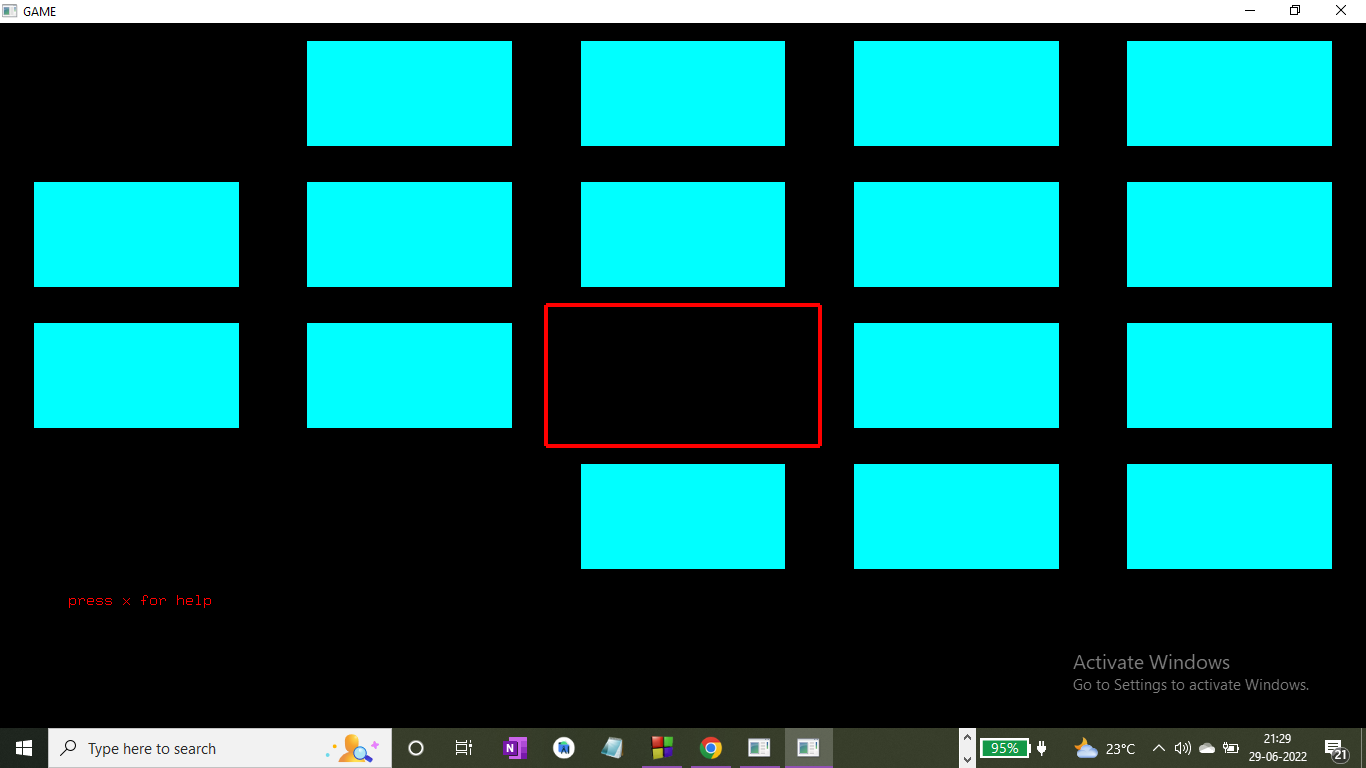 GAME
press x for help
Activate Windows
Go to Settings to activate Windows.
Type here to search
N
95%
23°C
21:29
29-06-2022
21